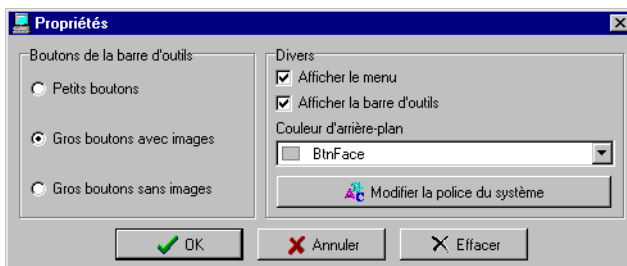 Propriétés
Boutons de la barre d'outils
Petits boutons
Gros boutons avec images
Gros boutons sans images
Divers
Afficher le menu
Afficher la barre d'outils
Couleur d'arrière-plan
BtnFace
Modifier la police du système
OK
Annuler
Effacer